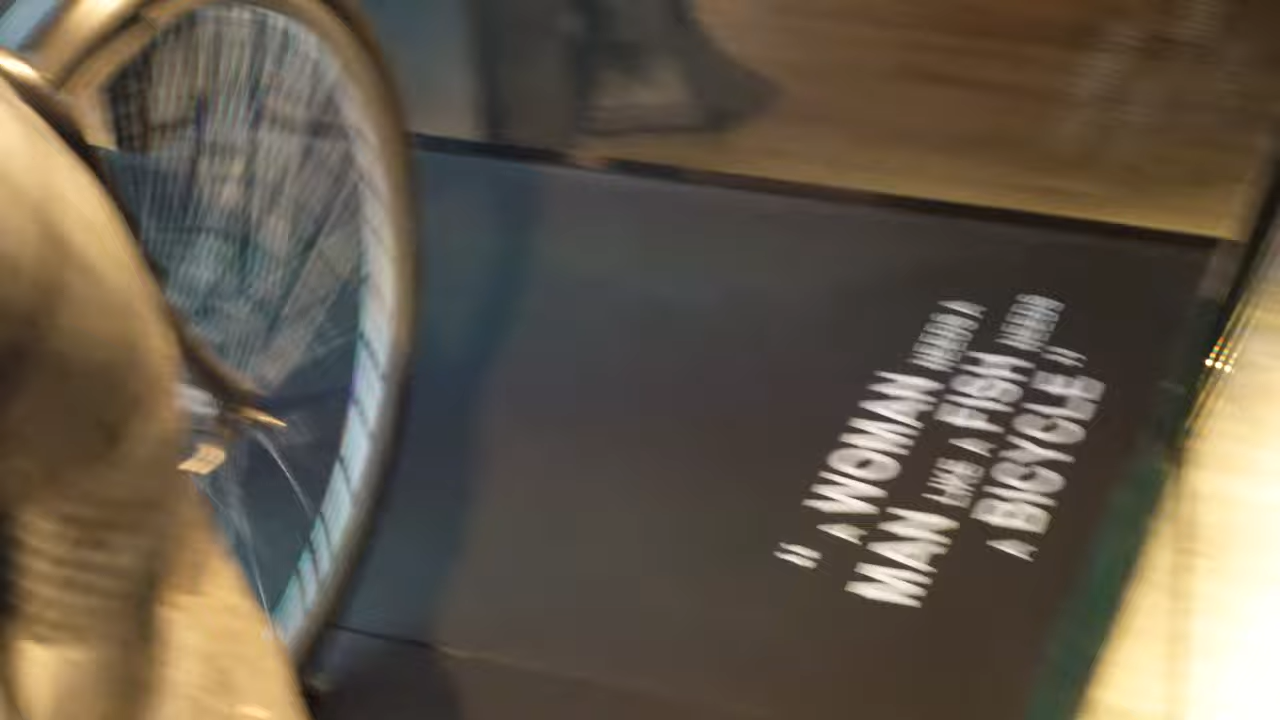 “ A WOMAN NEEDS A
MAN LIKE A FISH NEEDS
A BICYCLE ”